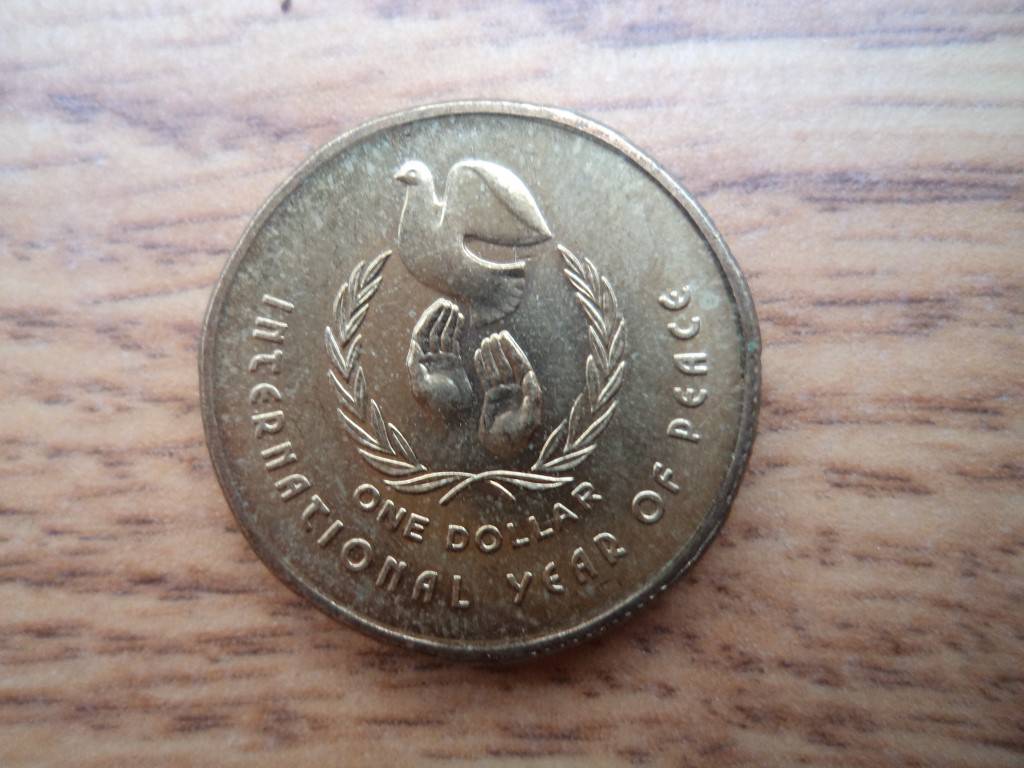 ONE DOLLAR
INTERNATIONAL YEAR OF PEACE